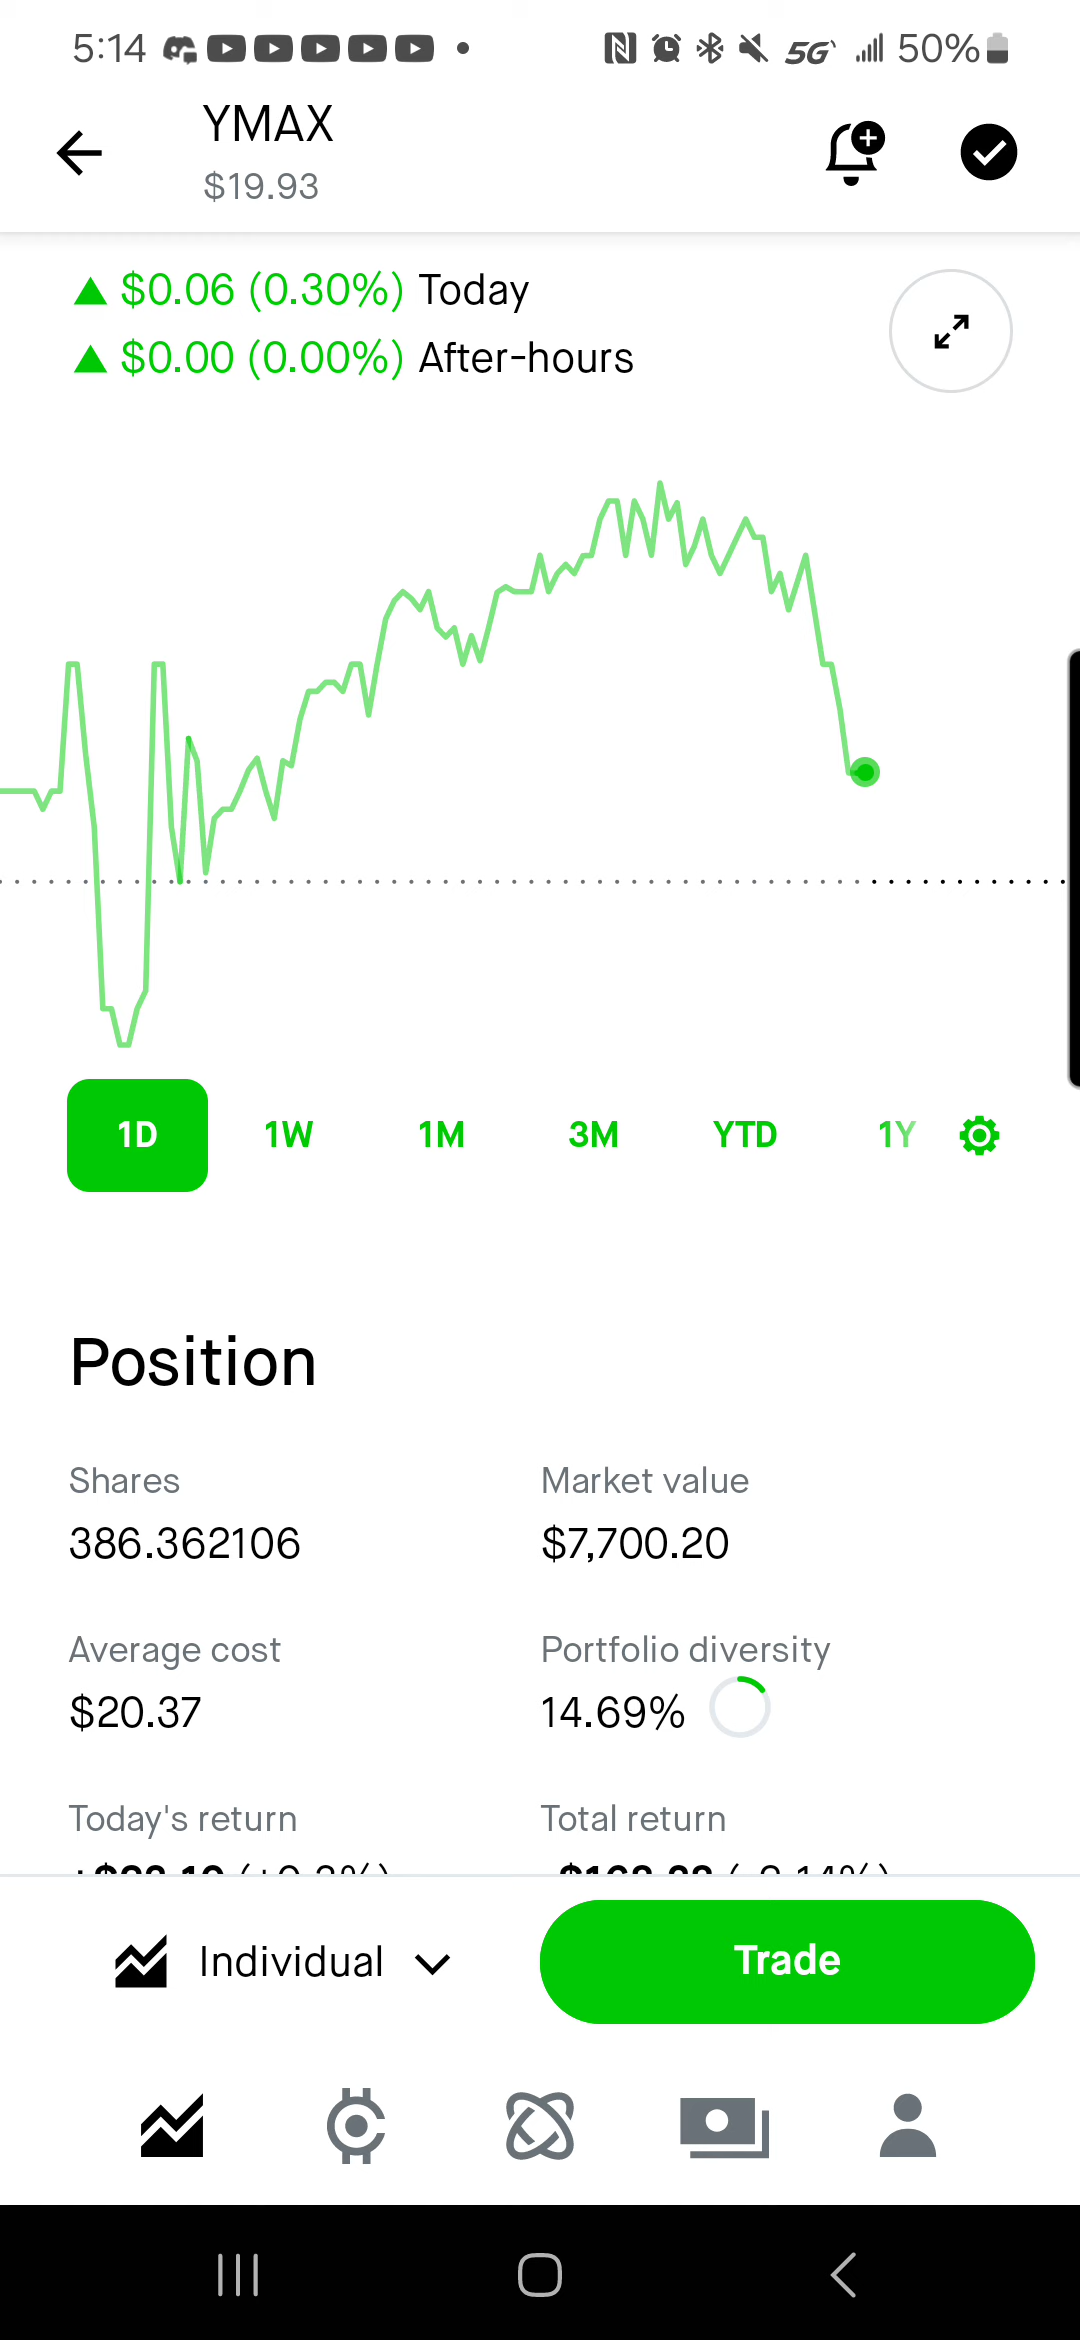 5:14
5G 50%
YMAX
$19.93
$0.06 (0.30%) Today
$0.00 (0.00%) After-hours
1D 1W 1M 3M YTD 1Y
Position
Shares Market value
386.362106 $7,700.20
Average cost Portfolio diversity
$20.37 14.69%
Today's return Total return
Individual Trade